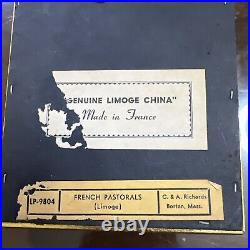 GENUINE LIMOGE CHINA"
Made in France
LP-9804
FRENCH PASTORALS
(Limoge)
C. & A. Richards
Boston, Mass.